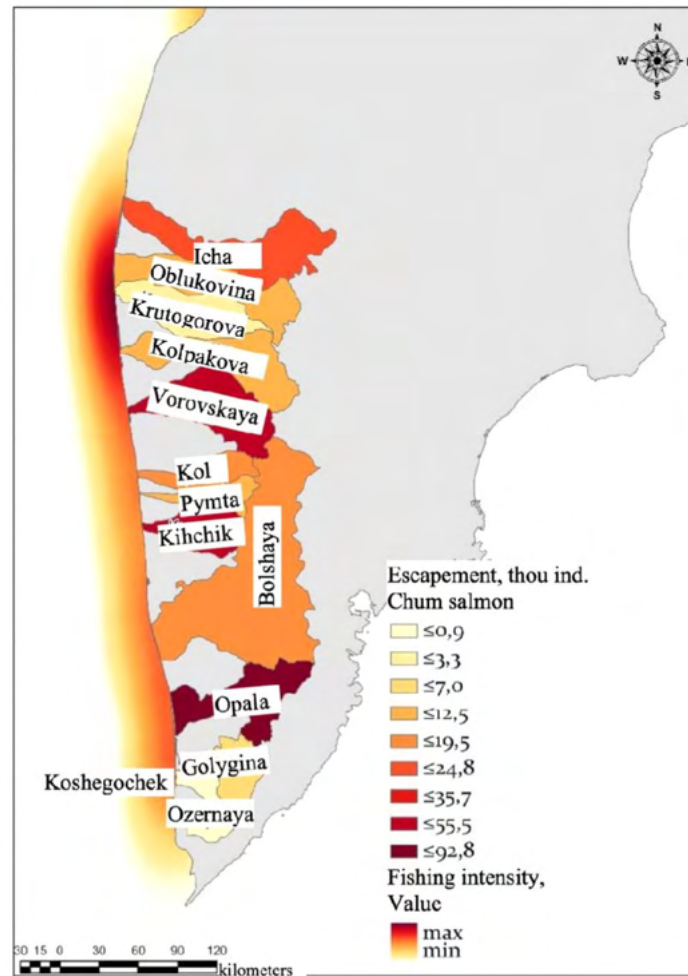 N
W
S
Icha
Oblukovina
Krutogorova
Kolpakova
Vorovskaya
Kol
Pymta
Kihchik
Bolshaya
Opala
Golygina
Koshegochek
Ozernaya
Escapement, thou ind.
Chum salmon
≤0,9
≤3,3
≤7,0
≤12,5
≤19,5
≤24,8
≤35,7
≤55,5
≤92,8
Fishing intensity,
Value
max
min
30 15 0 30 60 90 120
kilometers